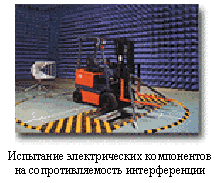 Испытание электрических компонентов
на сопротивляемость интерференции